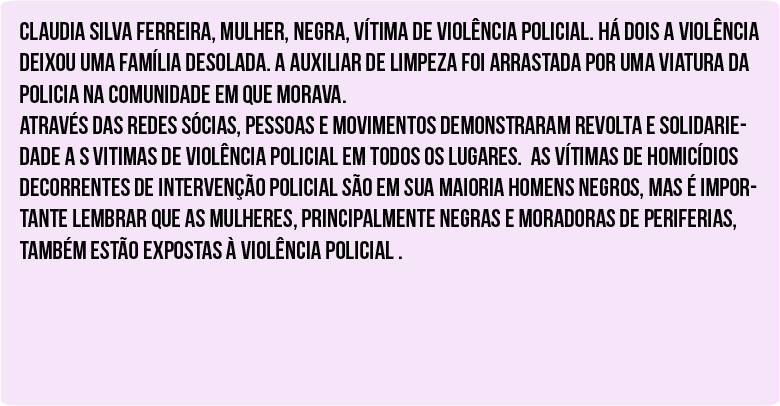 CLAUDIA SILVA FERREIRA, MULHER, NEGRA, VÍTIMA DE VIOLÊNCIA POLICIAL. HÁ DOIS A VIOLÊNCIA
DEIXOU UMA FAMÍLIA DESOLADA. A AUXILIAR DE LIMPEZA FOI ARRASTADA POR UMA VIATURA DA
POLICIA NA COMUNIDADE EM QUE MORAVA.
ATRAVÉS DAS REDES SÓCIAS, PESSOAS E MOVIMENTOS DEMONSTRARAM REVOLTA E SOLIDARIE-
DADE A S VITIMAS DE VIOLÊNCIA POLICIAL EM TODOS OS LUGARES. AS VÍTIMAS DE HOMICÍDIOS
DECORRENTES DE INTERVENÇÃO POLICIAL SÃO EM SUA MAIORIA HOMENS NEGROS, MAS É IMPOR-
TANTE LEMBRAR QUE AS MULHERES, PRINCIPALMENTE NEGRAS E MORADORAS DE PERIFERIAS,
TAMBÉM ESTÃO EXPOSTAS À VIOLÊNCIA POLICIAL .